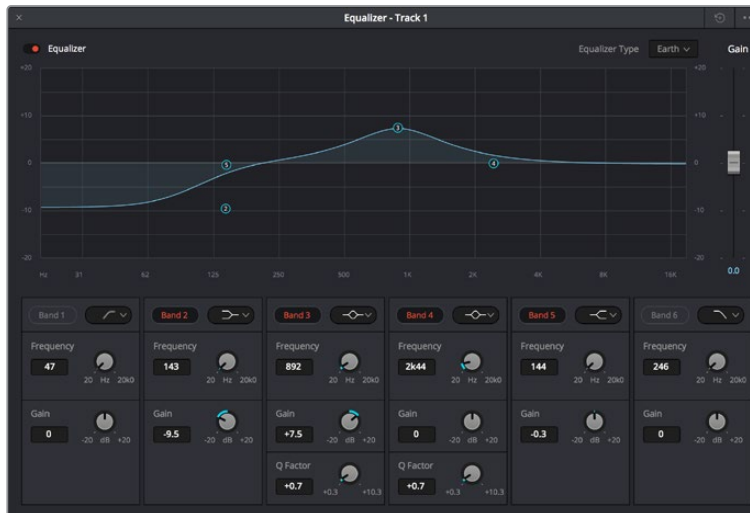 Equalizer - Track 1
Equalizer
Equalizer Type
Earth
Gain
+20
+20
+10
+10
3
0
5
4
0
-10
2
-10
-20
-20
Hz 31 62 125 250 500 1K 2K 4K 8K 16K
0.0
Band 1
Band 2
Band 3
Band 4
Band 5
Band 6
Frequency Frequency Frequency Frequency Frequency Frequency
47 143 892 2k44 144 246
20 Hz 20k0 20 Hz 20k0 20 Hz 20k0 20 Hz 20k0 20 Hz 20k0 20 Hz 20k0
Gain Gain Gain Gain Gain Gain
0 -9.5 +7.5 0 -0.3 0
-20 dB +20 -20 dB +20 -20 dB +20 -20 dB +20 -20 dB +20 -20 dB +20
Q Factor Q Factor
+0.7 +0.7
+0.3 +10.3 +0.3 +10.3